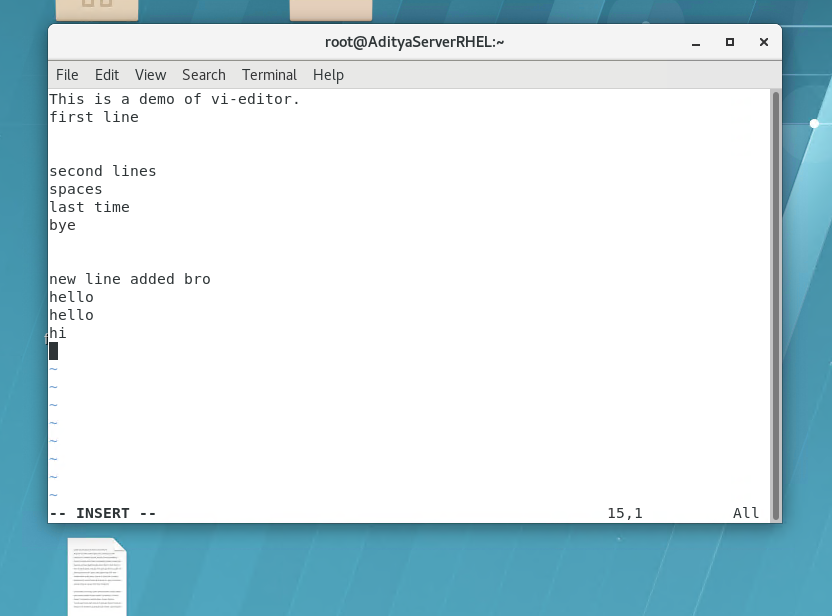 root@AdityaServerRHEL:~
File Edit View Search Terminal Help
This is a demo of vi-editor.
first line
second lines
spaces
last time
bye
new line added bro
hello
hello
hi
~
~
~
~
~
~
~
~
-- INSERT -- 15,1 All